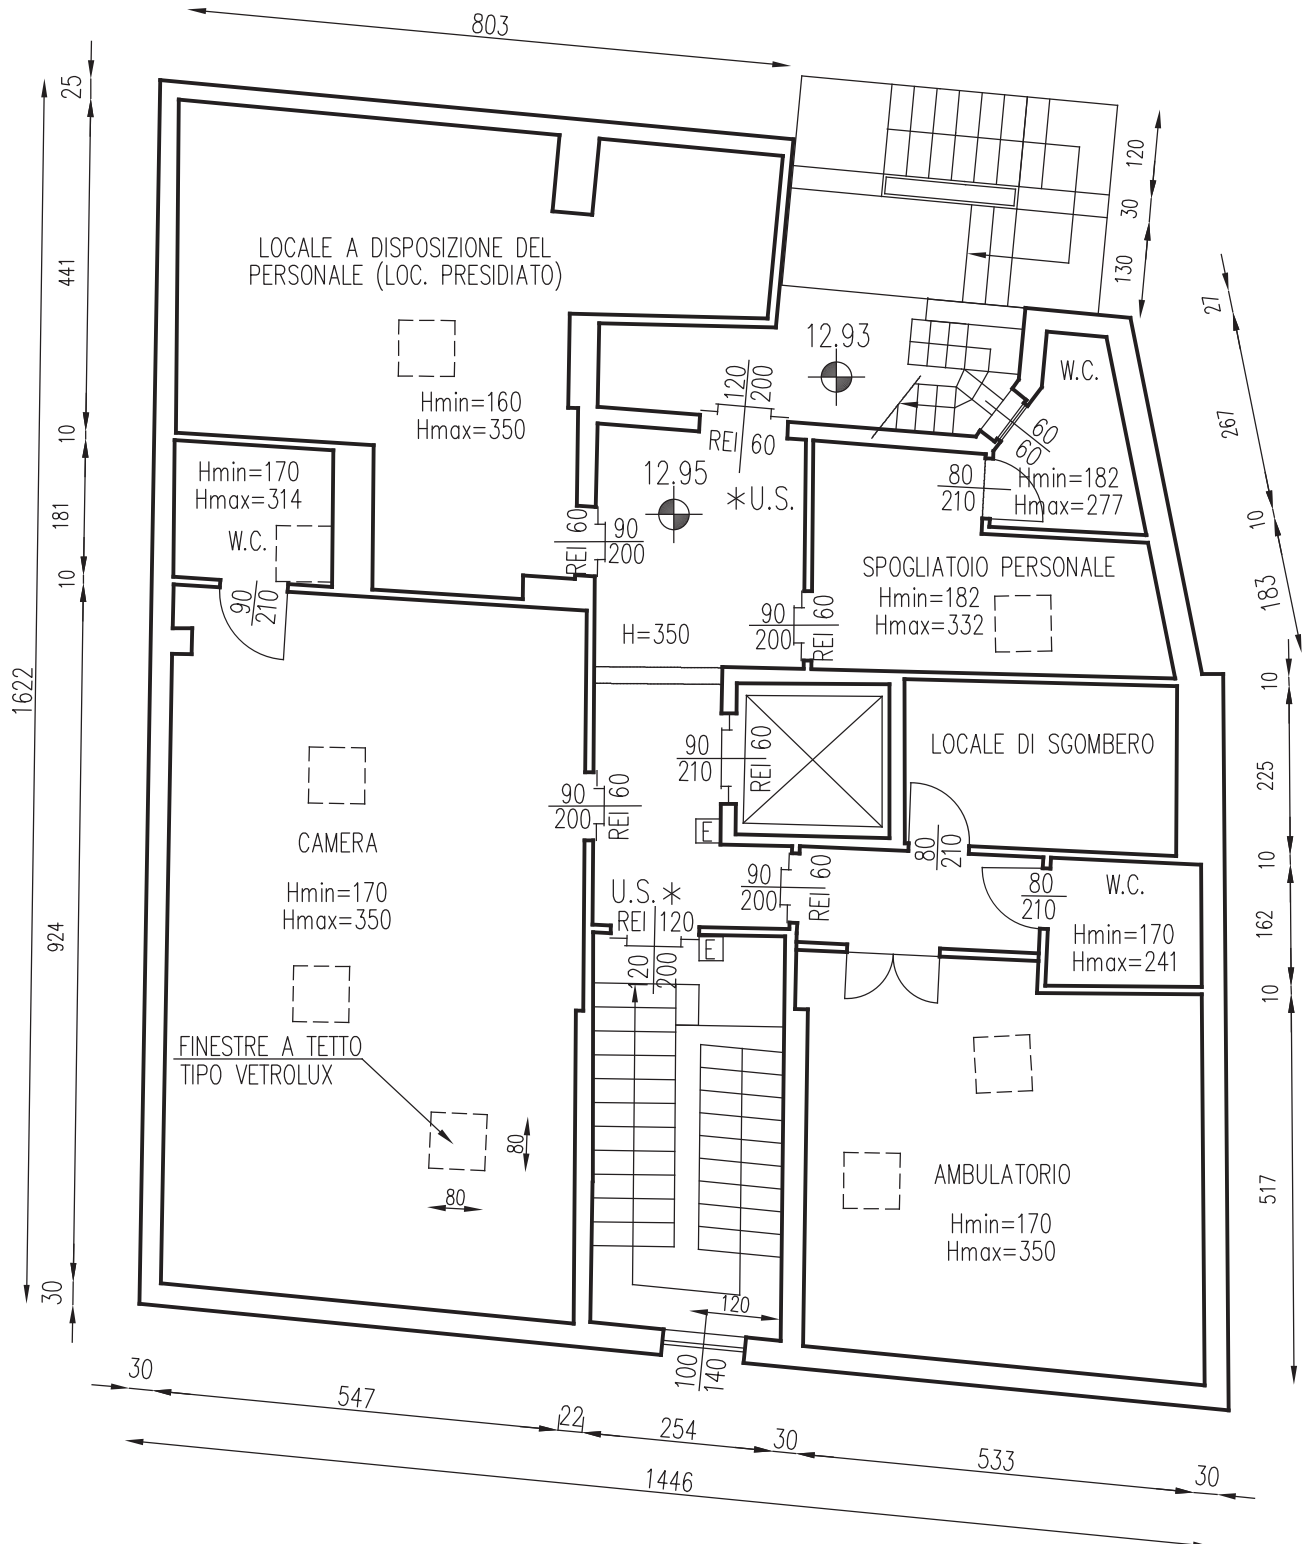 803
25
120
441
30
LOCALE A DISPOSIZIONE DEL
PERSONALE (LOC. PRESIDIATO)
130
27
12.93
W.C.
120
200
REI 60
Hmin=160
Hmax=350
60
60
267
10
Hmin=170
Hmax=314
W.C.
12.95
*U.S.
80
210
Hmin=182
Hmax=277
181
REI 60
90
200
10
10
90
210
SPOGLIATOIO PERSONALE
Hmin=182
Hmax=332
183
H=350
90
200
REI 60
1622
10
90
210
REI 60
LOCALE DI SGOMBERO
225
90
200
REI 60
CAMERA
E
80
210
10
Hmin=170
Hmax=350
U.S.*
REI 120
90
200
REI 60
80
210
W.C.
924
162
E
Hmin=170
Hmax=241
120
200
10
FINESTRE A TETTO
TIPO VETROLUX
80
80
AMBULATORIO
Hmin=170
Hmax=350
517
30
120
100
140
30
547
22
254
30
533
30
1446